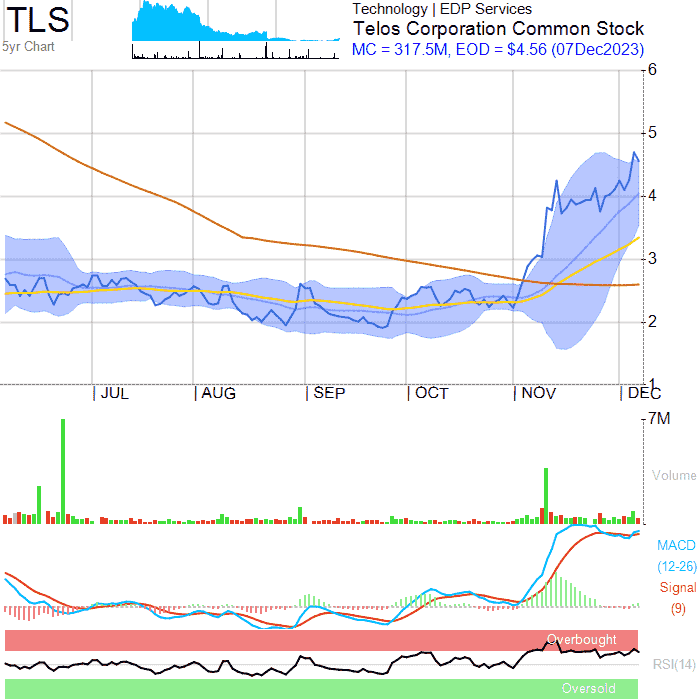 TLS
5yr Chart
Technology | EDP Services
Telos Corporation Common Stock
MC = 317.5M, EOD = $4.56 (07Dec2023)
6
5
4
3
2
1
JUL
AUG
SEP
OCT
NOV
DEC
7M
Volume
MACD
(12-26)
Signal
(9)
Overbought
RSI(14)
Oversold